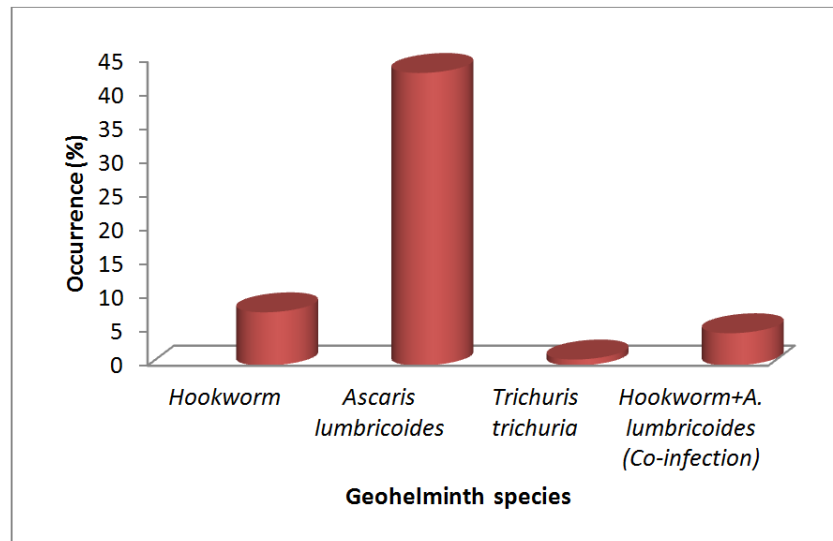 45
40
35
30
25
20
15
10
5
0
Occurrence (%)
Hookworm
Ascaris
lumbricoides
Trichuris
trichuria
Hookworm+A.
lumbricoides
(Co-infection)
Geohelminth species